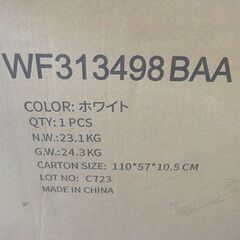 WF313498BAA
COLOR: ホワイト
QTY: 1 PCS
N.W.: 23.1KG
G.W.: 24.3KG
CARTON SIZE: 110*57*10.5 CM
LOT NO: C723
MADE IN CHINA